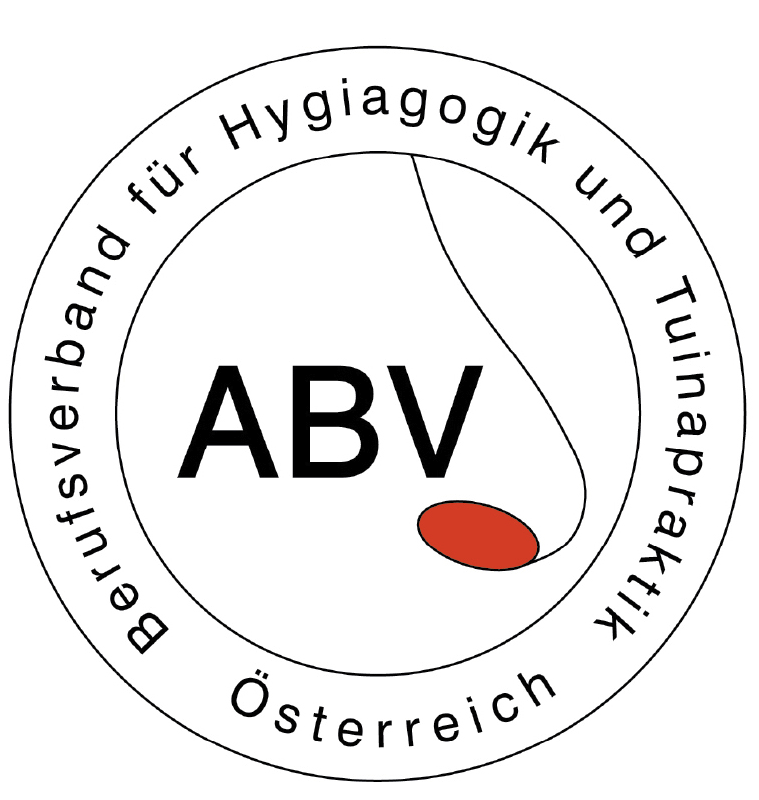 Berufsverband für Hygiagogik und Tuinapraktik
ABV
Österreich